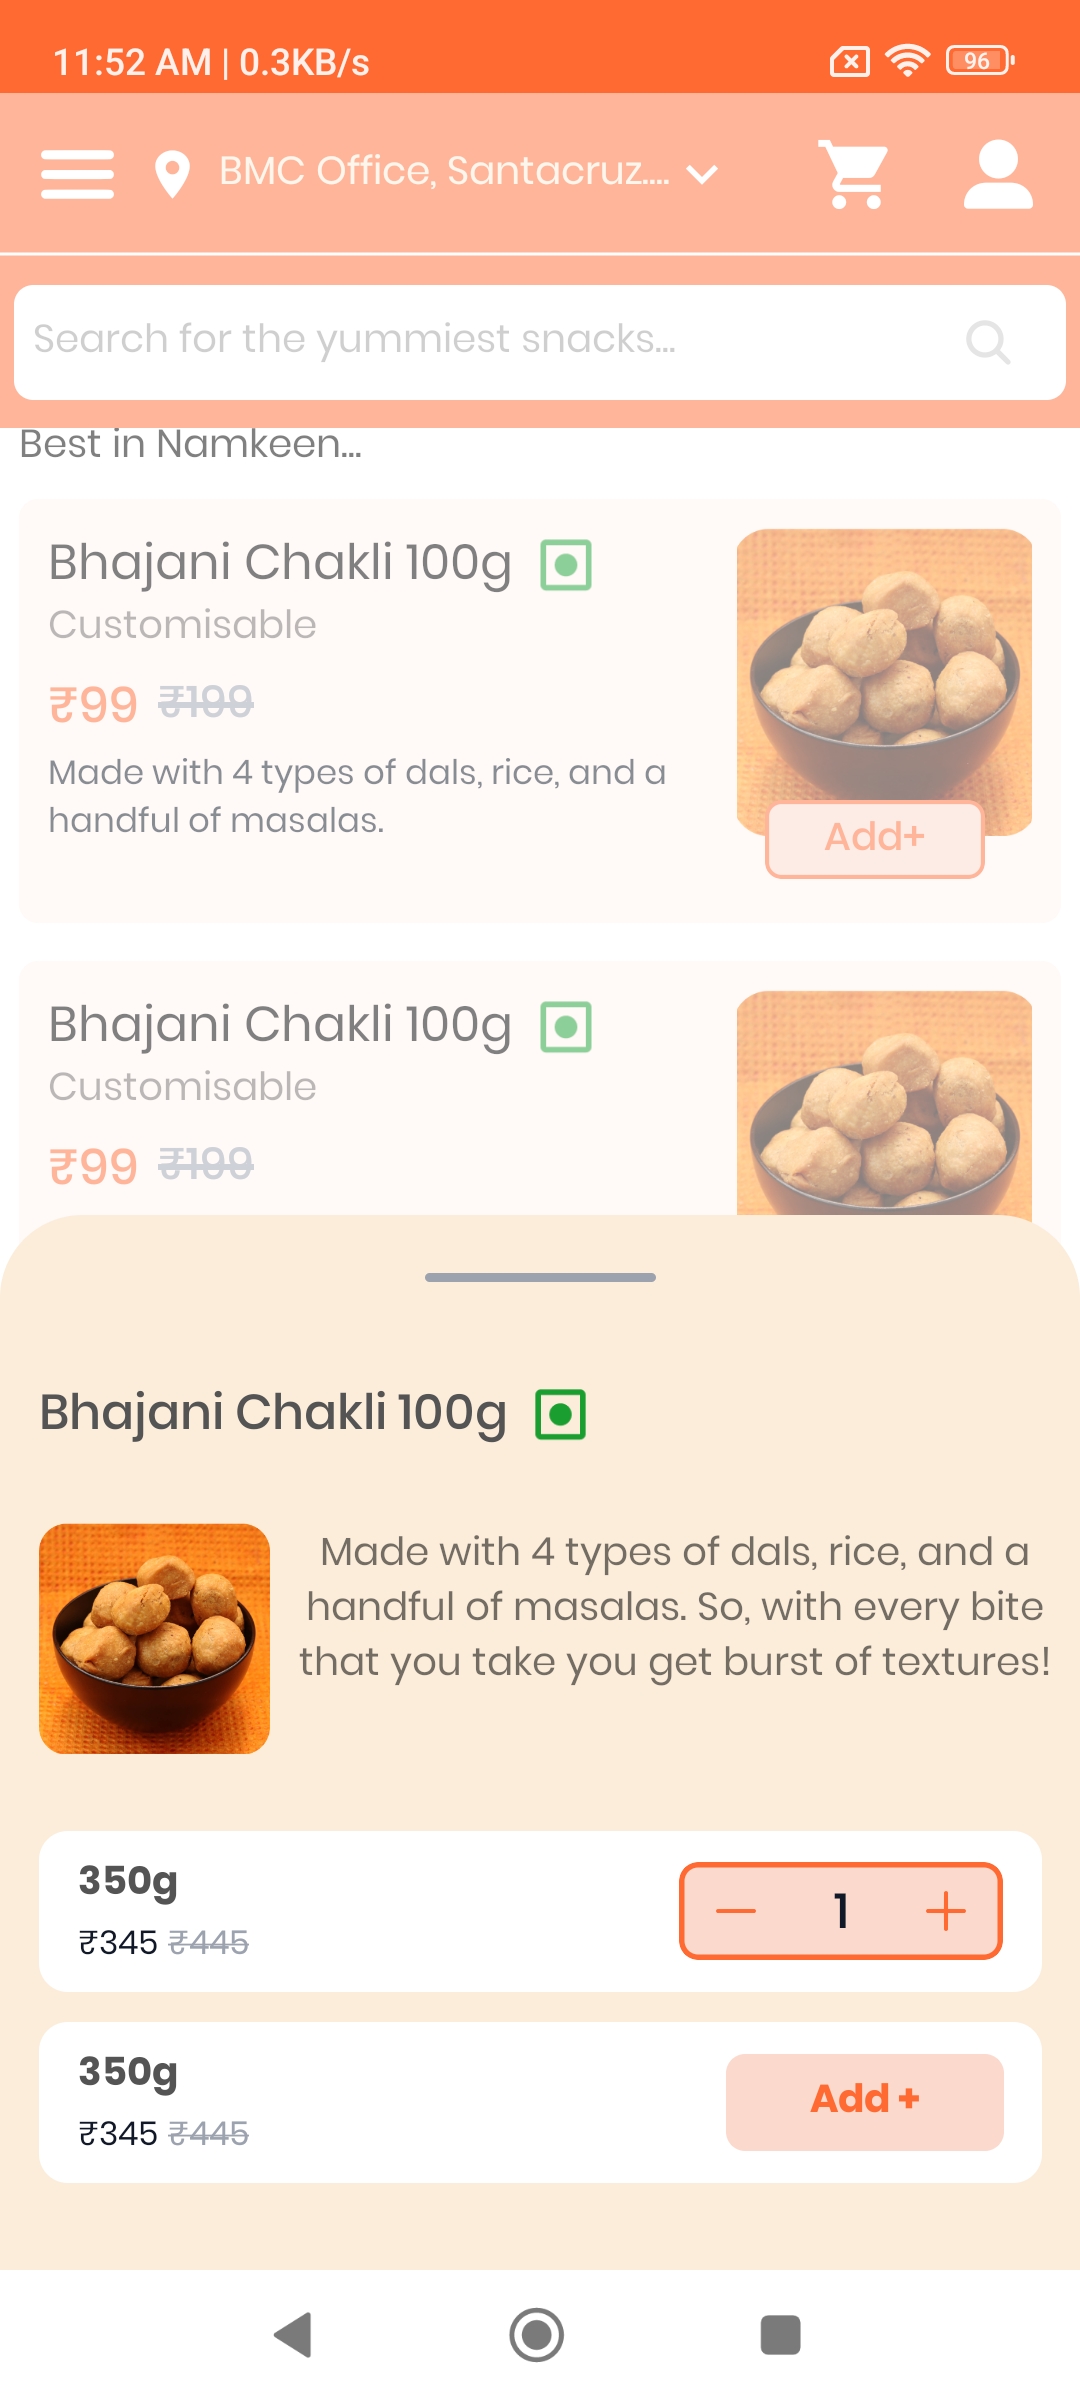 11:52 AM | 0.3KB/s
96
BMC Office, Santacruz....
Search for the yummiest snacks...
Best in Namkeen...
Bhajani Chakli 100g
Customisable
₹99 ₹199
Made with 4 types of dals, rice, and a
handful of masalas.
Add+
Bhajani Chakli 100g
Customisable
₹99 ₹199
Bhajani Chakli 100g
Made with 4 types of dals, rice, and a
handful of masalas. So, with every bite
that you take you get burst of textures!
350g
₹345 ₹445
1
350g
₹345 ₹445
Add +